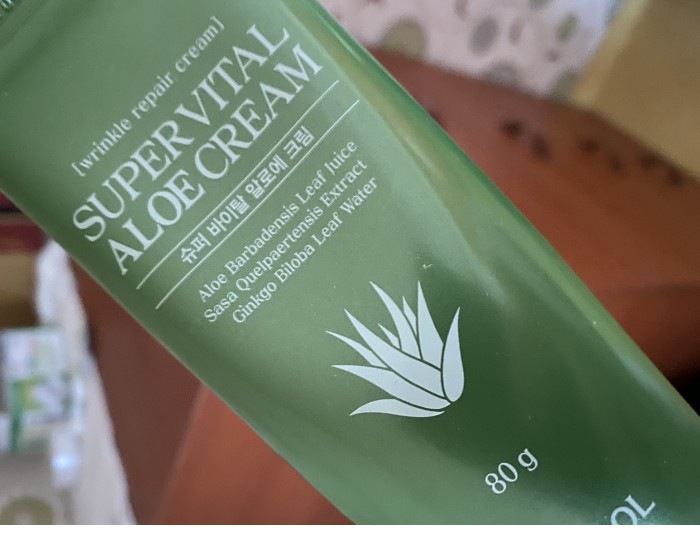 [wrinkle repair cream]
SUPER VITAL
ALOE CREAM
슈퍼 바이탈 알로에 크림
Aloe Barbadensis Leaf Juice
Sasa Quelpaertensis Extract
Ginkgo Biloba Leaf Water
80 g
OL